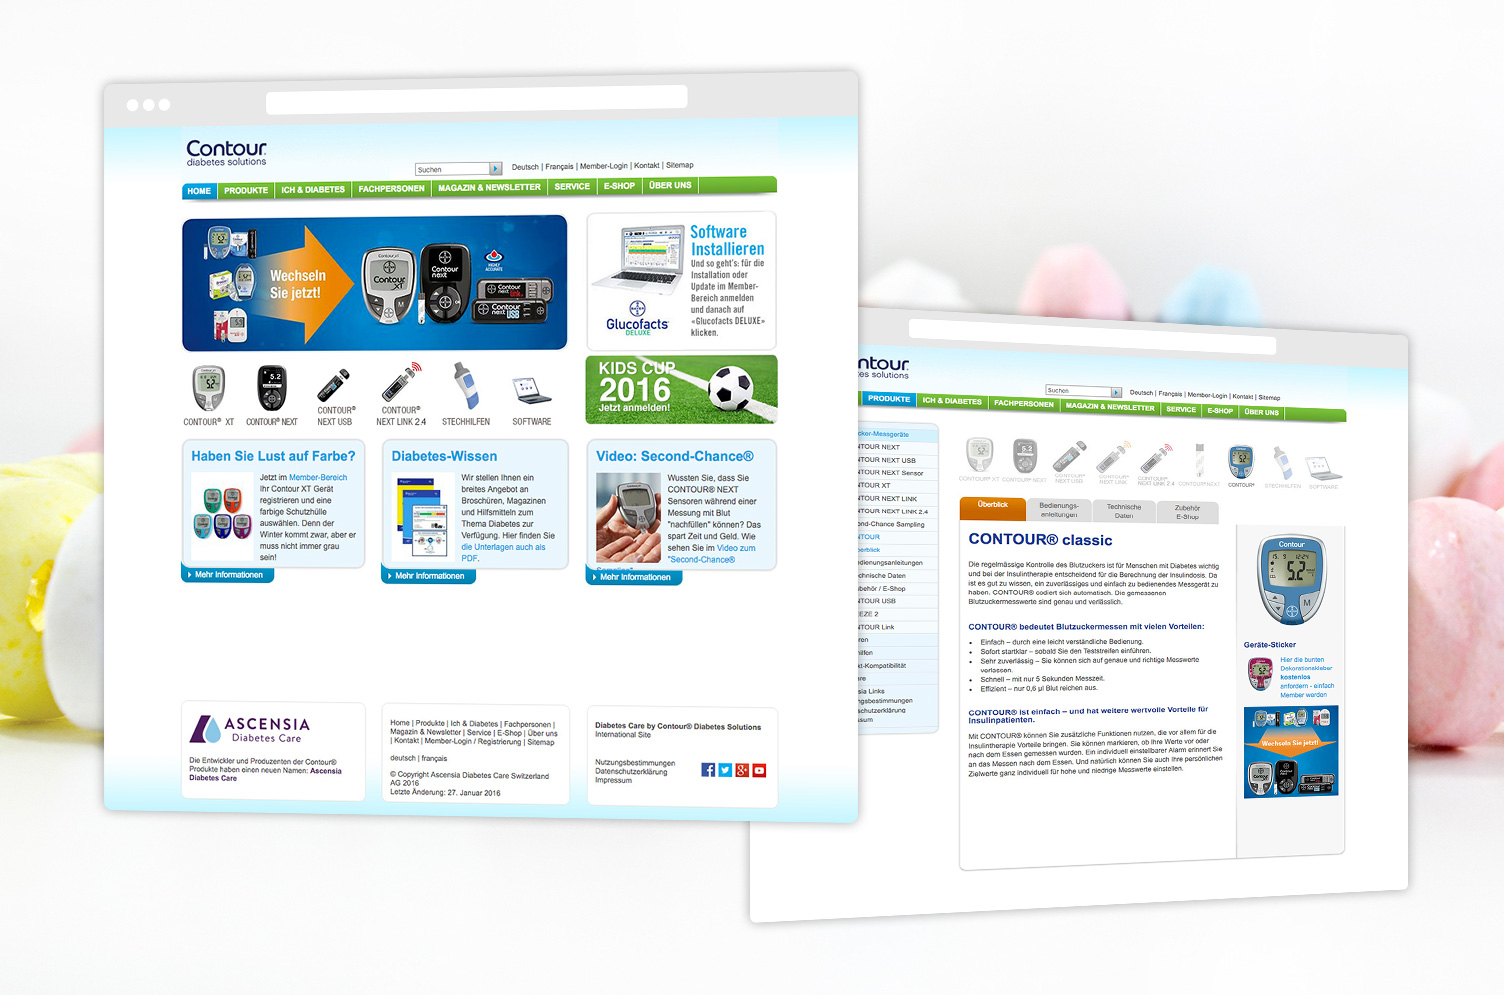 Contour
diabetes solutions
Suchen
Deutsch | Français | Member-Login | Kontakt | Sitemap
HOME
PRODUKTE
ICH & DIABETES
FACHPERSONEN
MAGAZIN & NEWSLETTER
SERVICE
E-SHOP
ÜBER UNS
Wechseln
Sie jetzt!
Contour
XT
Contour
next
HIGHLY
ACCURATE
Contour
next LINK
Contour
next USB
Software
Installieren
Und so geht's: für die
Installation oder
Update im Member-
Bereich anmelden
und danach auf
«Glucofacts DELUXE»
klicken.
Glucofacts
DELUXE
KIDS CUP
2016
Jetzt anmelden!
CONTOUR® XT
CONTOUR® NEXT
CONTOUR®
NEXT USB
CONTOUR®
NEXT LINK 2.4
STECHHILFEN
SOFTWARE
Haben Sie Lust auf Farbe?
Jetzt im Member-Bereich
Ihr Contour XT Gerät
registrieren und eine
farbige Schutzhülle
auswählen. Denn der
Winter kommt zwar, aber er
muss nicht immer grau
sein!
Mehr Informationen
Diabetes-Wissen
Wir stellen Ihnen ein
breites Angebot an
Broschüren, Magazinen
und Hilfsmitteln zum
Thema Diabetes zur
Verfügung. Hier finden Sie
die Unterlagen auch als
PDF.
Mehr Informationen
Video: Second-Chance®
Wussten Sie, dass Sie
CONTOUR® NEXT
Sensoren während einer
Messung mit Blut
"nachfüllen" können? Das
spart Zeit und Geld. Wie
sehen Sie im Video zum
"Second-Chance®
Mehr Informationen
ASCENSIA
Diabetes Care
Die Entwickler und Produzenten der Contour®
Produkte haben einen neuen Namen: Ascensia
Diabetes Care
Home | Produkte | Ich & Diabetes | Fachpersonen |
Magazin & Newsletter | Service | E-Shop | Über uns
| Kontakt | Member-Login / Registrierung | Sitemap
deutsch | français
© Copyright Ascensia Diabetes Care Switzerland
AG 2016
Letzte Änderung: 27. Januar 2016
Diabetes Care by Contour® Diabetes Solutions
International Site
Nutzungsbestimmungen
Datenschutzerklärung
Impressum
ntour
es solutions
Suchen
Deutsch | Français | Member-Login | Kontakt | Sitemap
PRODUKTE
ICH & DIABETES
FACHPERSONEN
MAGAZIN & NEWSLETTER
SERVICE
E-SHOP
ÜBER UNS
cker-Messgeräte
NTOUR NEXT
NTOUR NEXT USB
NTOUR NEXT Sensor
NTOUR XT
NTOUR NEXT LINK
NTOUR NEXT LINK 2.4
ond-Chance Sampling
NTOUR
berblick
edienungsanleitungen
echnische Daten
ubehör / E-Shop
NTOUR USB
EEZE 2
NTOUR Link
oren
hilfen
xt-Kompatibilität
are
sia Links
ngsbestimmungen
schutzerklärung
ssum
CONTOUR® XT
CONTOUR® NEXT
CONTOUR®
NEXT USB
CONTOUR®
NEXT LINK
CONTOUR®
NEXT LINK 2.4
CONTOUR®NEXT
CONTOUR®
STECHHILFEN
SOFTWARE
Überblick
Bedienungs-
anleitungen
Technische
Daten
Zubehör
E-Shop
CONTOUR® classic
Die regelmässige Kontrolle des Blutzuckers ist für Menschen mit Diabetes wichtig
und bei der Insulintherapie entscheidend für die Berechnung der Insulindosis. Da
ist es gut zu wissen, ein zuverlässiges und einfach zu bedienendes Messgerät zu
haben. CONTOUR® codiert sich automatisch. Die gemessenen
Blutzuckermesswerte sind genau und verlässlich.
CONTOUR® bedeutet Blutzuckermessen mit vielen Vorteilen:
Einfach – durch eine leicht verständliche Bedienung.
Sofort startklar – sobald Sie den Teststreifen einführen.
Sehr zuverlässig – Sie können sich auf genaue und richtige Messwerte
verlassen.
Schnell – mit nur 5 Sekunden Messzeit.
Effizient – nur 0,6 µl Blut reichen aus.
CONTOUR® ist einfach – und hat weitere wertvolle Vorteile für
Insulinpatienten.
Mit CONTOUR® können Sie zusätzliche Funktionen nutzen, die vor allem für die
Insulintherapie Vorteile bringen. Sie können markieren, ob Ihre Werte vor oder
nach dem Essen gemessen wurden. Ein individuell einstellbarer Alarm erinnert Sie
an das Messen nach dem Essen. Und natürlich können Sie auch Ihre persönlichen
Zielwerte ganz individuell für hohe und niedrige Messwerte einstellen.
Contour
5.2
M
Geräte-Sticker
Hier die bunten
Dekorationskleber
kostenlos
anfordern - einfach
Member werden
Wechseln Sie jetzt!